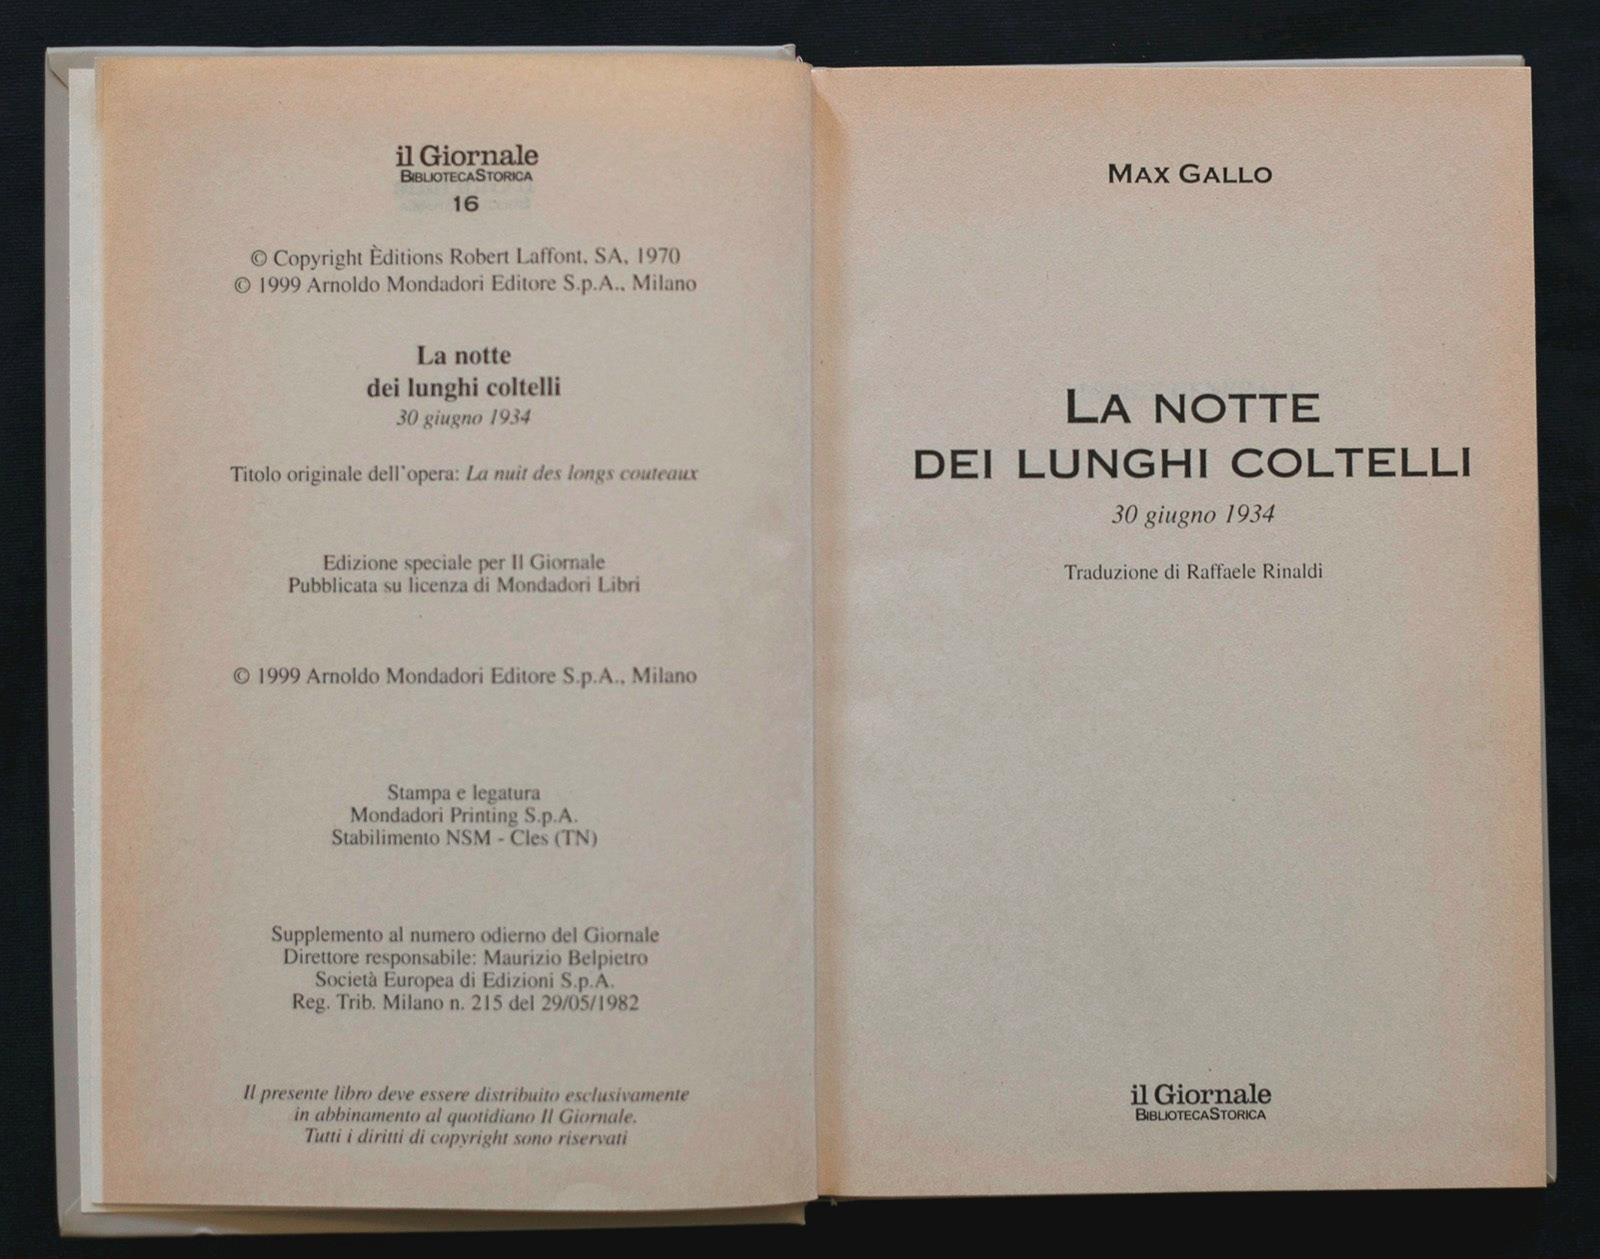 il Giornale
BIBLIOTECASTORICA
16
© Copyright Èditions Robert Laffont, SA, 1970
© 1999 Arnoldo Mondadori Editore S.p.A., Milano
La notte
dei lunghi coltelli
30 giugno 1934
Titolo originale dell'opera: La nuit des longs couteaux
Edizione speciale per Il Giornale
Pubblicata su licenza di Mondadori Libri
© 1999 Arnoldo Mondadori Editore S.p.A., Milano
Stampa e legatura
Mondadori Printing S.p.A.
Stabilimento NSM - Cles (TN)
Supplemento al numero odierno del Giornale
Direttore responsabile: Maurizio Belpietro
Società Europea di Edizioni S.p.A.
Reg. Trib. Milano n. 215 del 29/05/1982
Il presente libro deve essere distribuito esclusivamente
in abbinamento al quotidiano Il Giornale.
Tutti i diritti di copyright sono riservati
MAX GALLO
LA NOTTE
DEI LUNGHI COLTELLI
30 giugno 1934
Traduzione di Raffaele Rinaldi
il Giornale
BIBLIOTECASTORICA